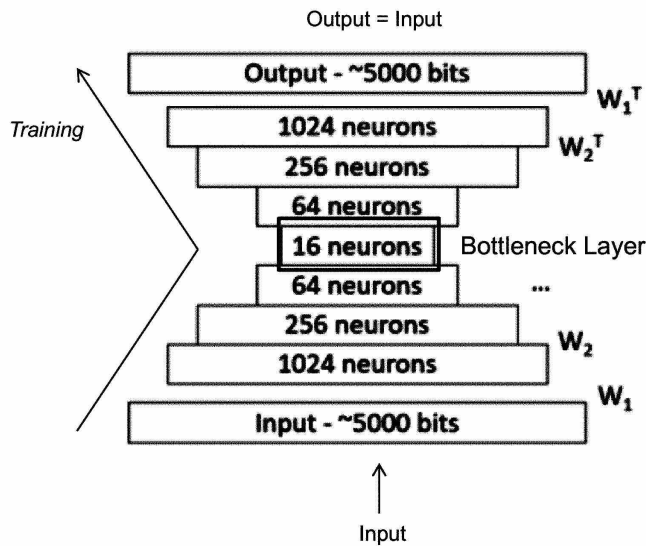 Output = Input
Output - ~5000 bits
W₁ᵀ
Training
1024 neurons
W₂ᵀ
256 neurons
64 neurons
16 neurons
Bottleneck Layer
64 neurons
...
256 neurons
W₂
1024 neurons
W₁
Input - ~5000 bits
Input